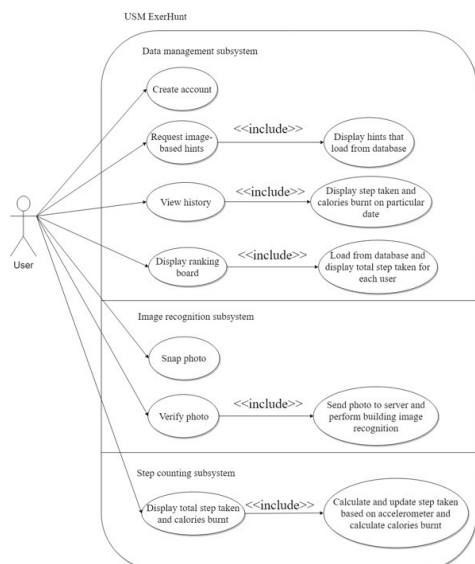 USM ExerHunt
Data management subsystem
Create account
Request image-
based hints
<<include>>
Display hints that
load from database
View history
<<include>>
Display step taken and
calories burnt on particular
date
Display ranking
board
<<include>>
Load from database and
display total step taken for
each user
User
Image recognition subsystem
Snap photo
Verify photo
<<include>>
Send photo to server and
perform building image
recognition
Step counting subsystem
Display total step taken
and calories burnt
<<include>>
Calculate and update step taken
based on accelerometer and
calculate calories burnt